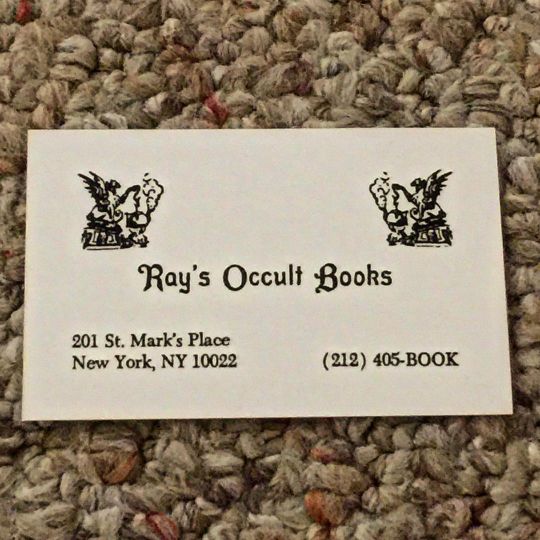 Ray's Occult Books
201 St. Mark's Place
New York, NY 10022
(212) 405-BOOK